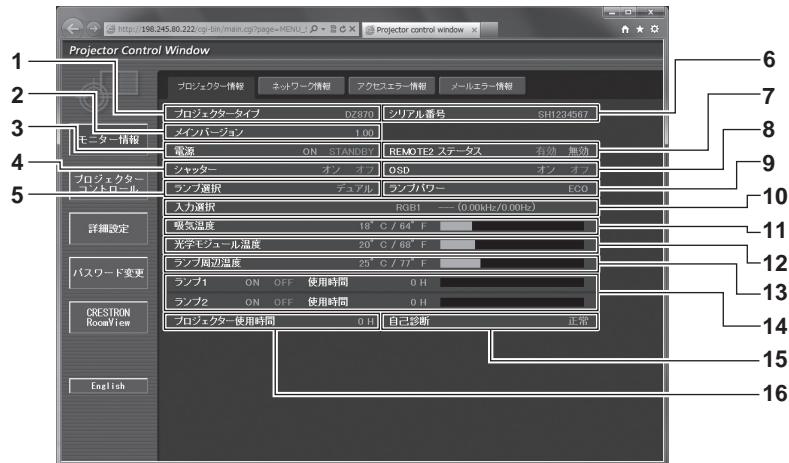 http://198.245.80.222/cgi-bin/main.cgi?page=MENU_
Projector control window
Projector Control Window
プロジェクター情報 ネットワーク情報 アクセスエラー情報 メールエラー情報
1 プロジェクタータイプ DZ870 シリアル番号 SH1234567 6
2 メインバージョン 1.00
3 電源 ON STANDBY REMOTE2 ステータス 有効 無効 7
4 シャッター オン オフ OSD オン オフ 8
5 ランプ選択 デュアル ランプパワー ECO 9
入力選択 RGB1 --- (0.00kHz/0.00Hz) 10
吸気温度 18°C / 64°F 11
光学モジュール温度 20°C / 68°F 12
ランプ周辺温度 25°C / 77°F 13
ランプ1 ON OFF 使用時間 0 H 14
ランプ2 ON OFF 使用時間 0 H
プロジェクター使用時間 0 H 自己診断 正常 15
16
モニター情報
プロジェクター
コントロール
詳細設定
パスワード変更
CRESTRON
RoomView
English